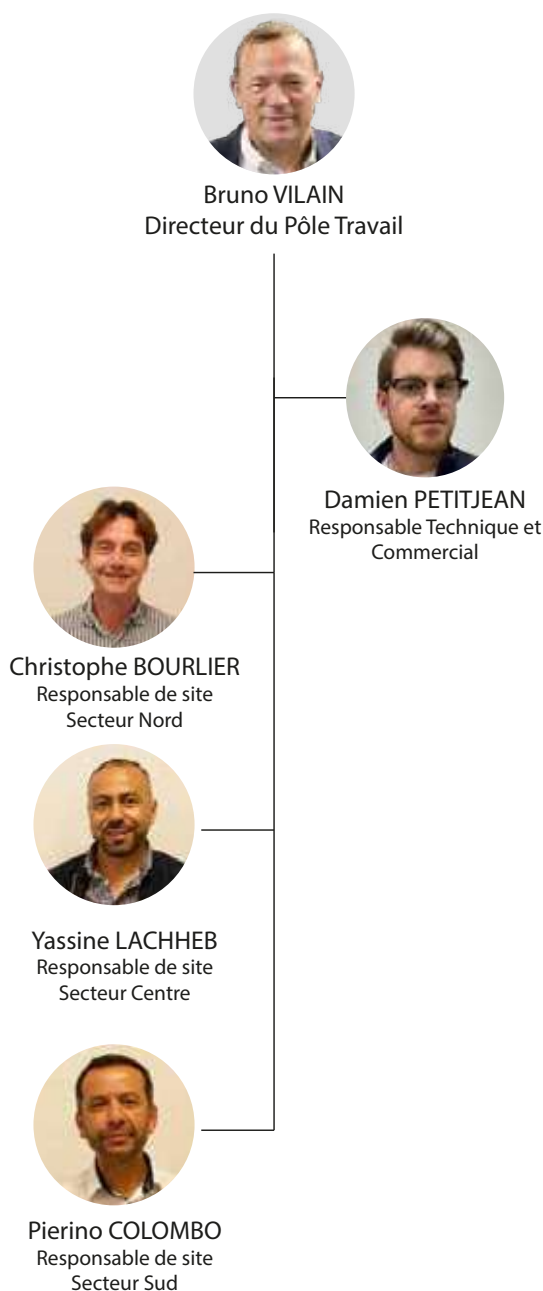 Bruno VILAIN
Directeur du Pôle Travail
Damien PETITJEAN
Responsable Technique et
Commercial
Christophe BOURLIER
Responsable de site
Secteur Nord
Yassine LACHHEB
Responsable de site
Secteur Centre
Pierino COLOMBO
Responsable de site
Secteur Sud